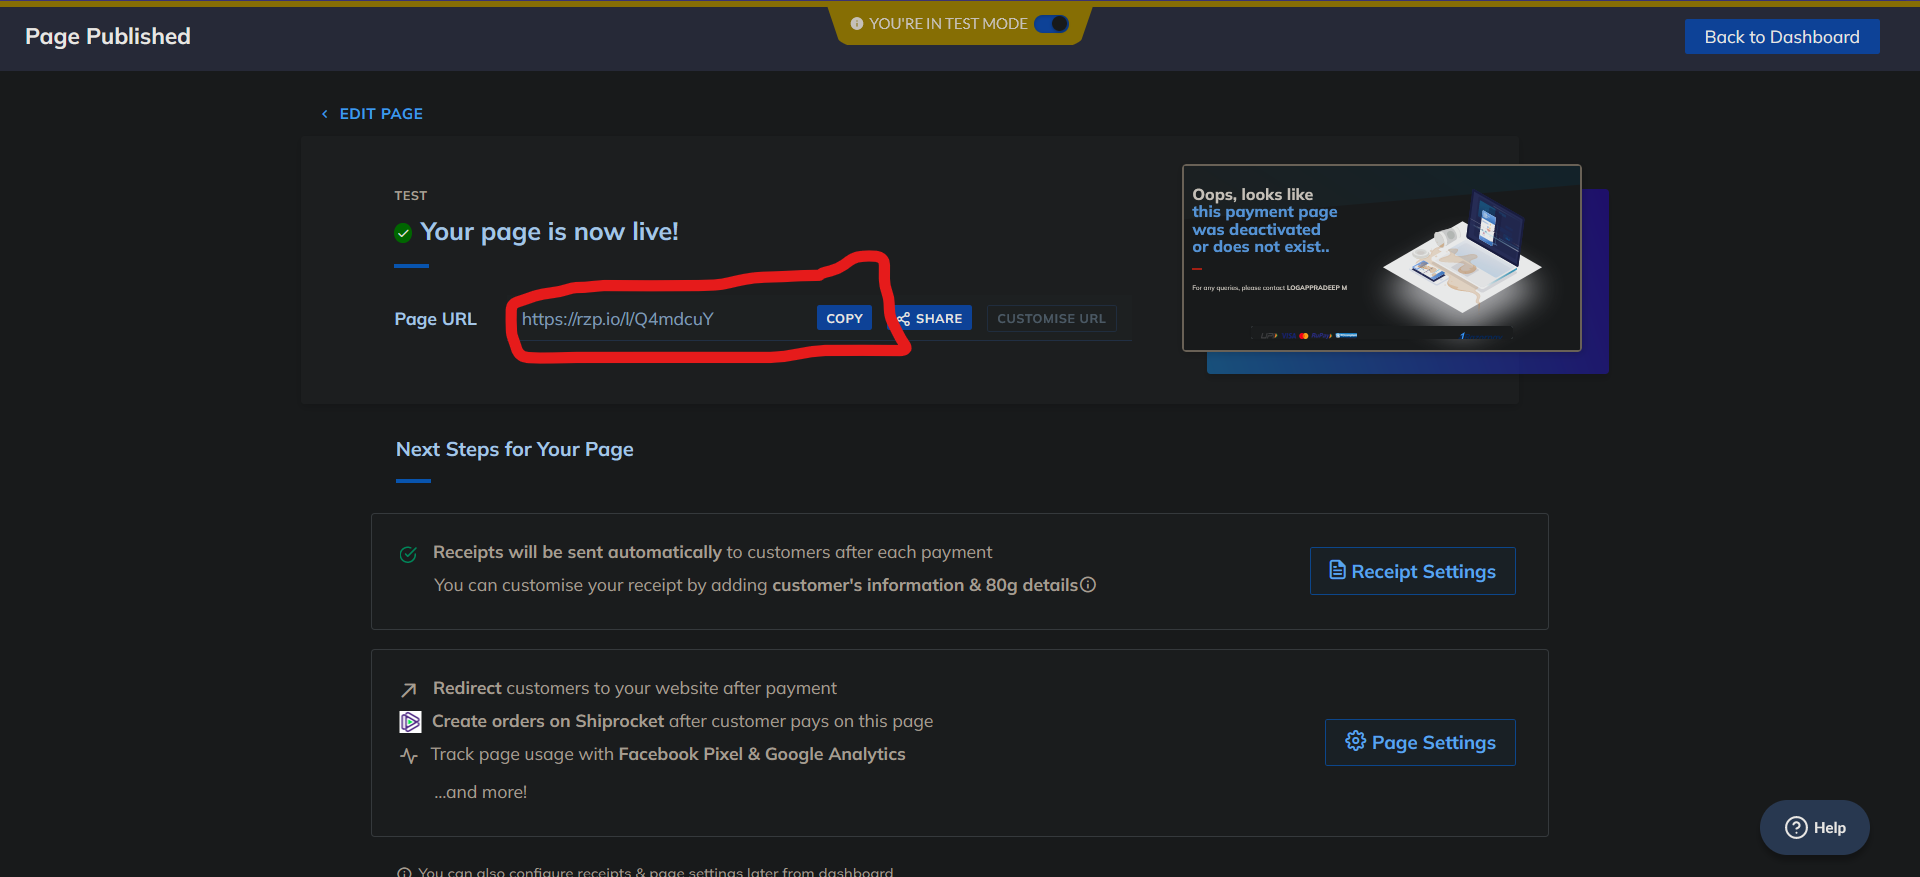 YOU'RE IN TEST MODE
Page Published
Back to Dashboard
EDIT PAGE
TEST
Your page is now live!
Page URL
https://rzp.io/l/Q4mdcuY
COPY
SHARE
CUSTOMISE URL
Oops, looks like
this payment page
was deactivated
or does not exist..
For any queries, please contact LOGAPPRADEEP M
Next Steps for Your Page
Receipts will be sent automatically to customers after each payment
You can customise your receipt by adding customer's information & 80g details
Receipt Settings
Redirect customers to your website after payment
Create orders on Shiprocket after customer pays on this page
Track page usage with Facebook Pixel & Google Analytics
...and more!
Page Settings
Help
You can also configure receipts & page settings later from dashboard